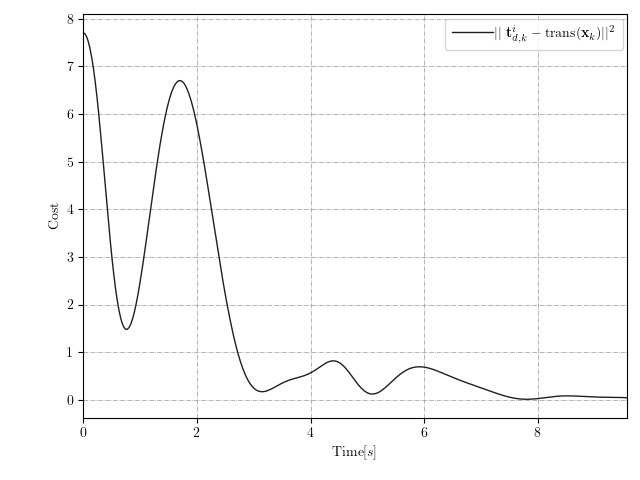 || t^i_{d,k} − trans(x_k)||^2
8
7
6
5
4
3
2
1
0
Cost
0 2 4 6 8
Time[s]